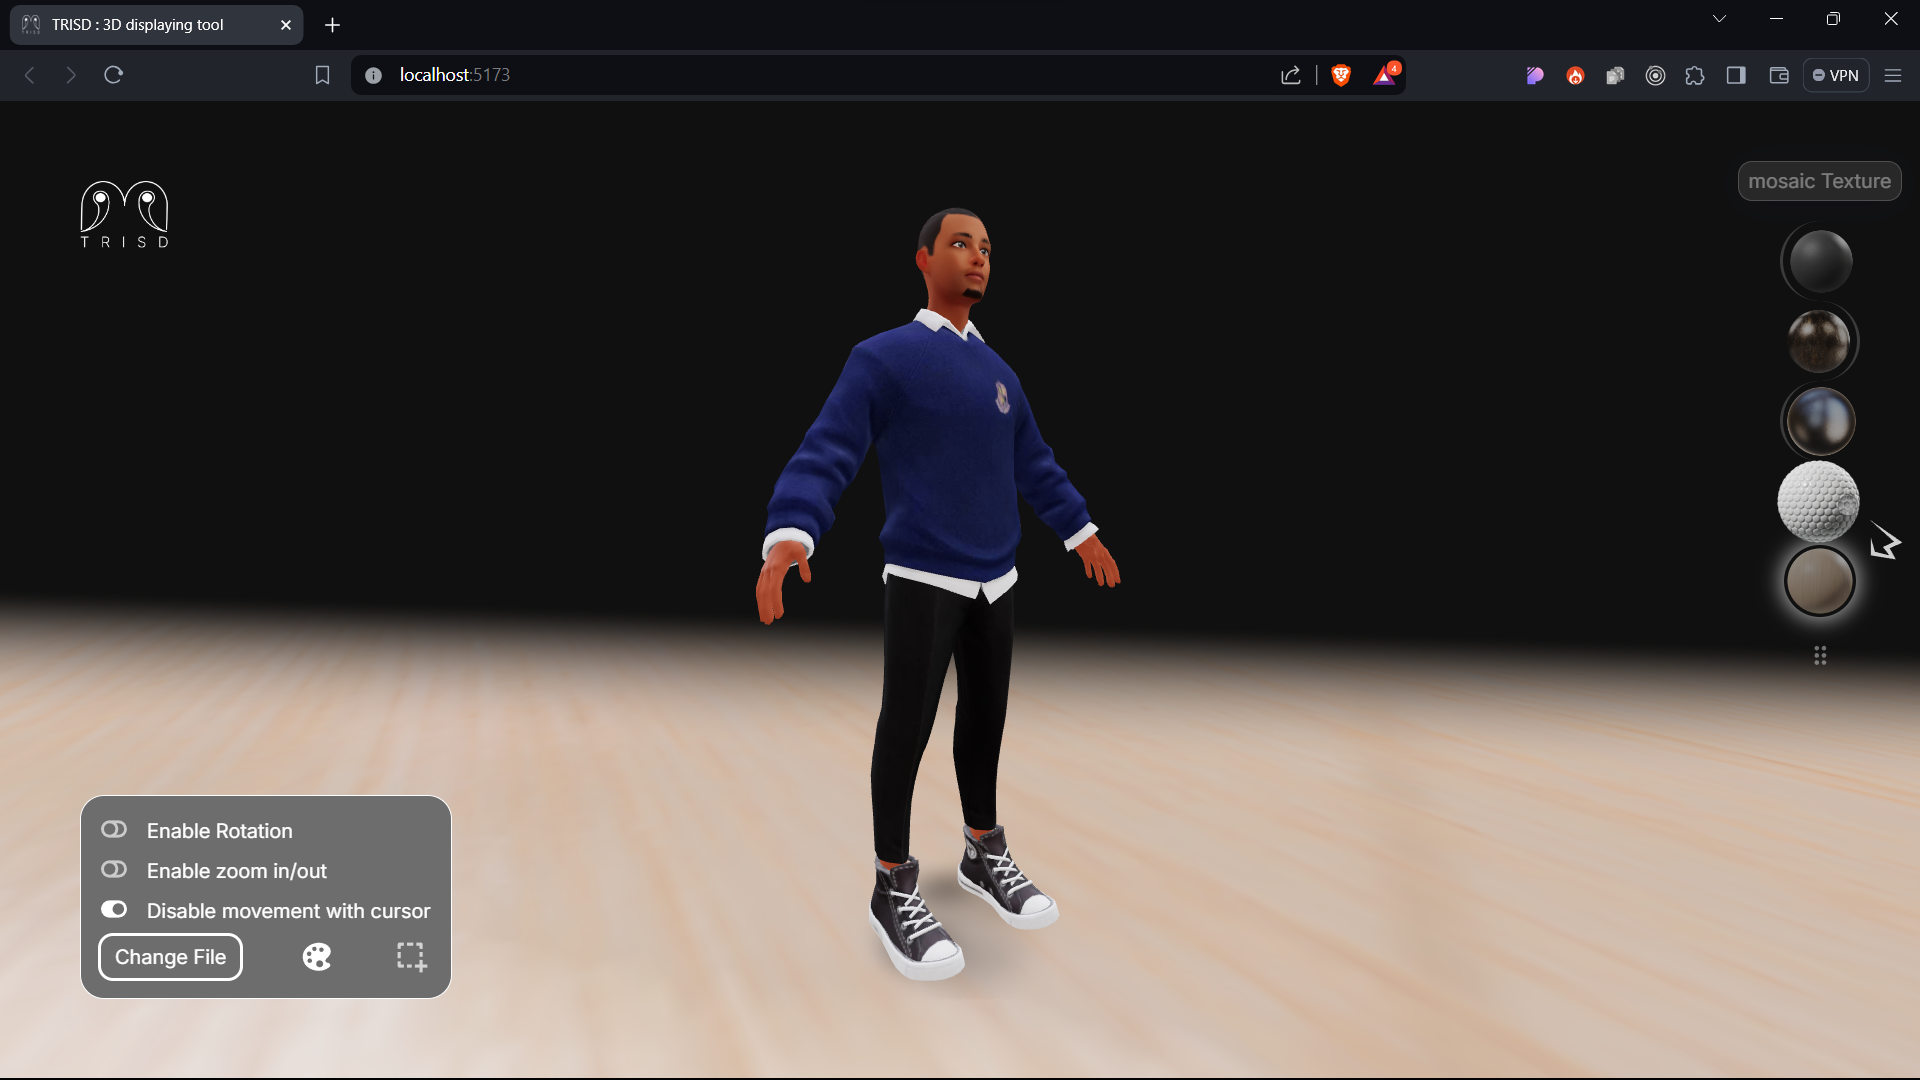 TRISD : 3D displaying tool
localhost:5173
4
VPN
TRISD
mosaic Texture
Enable Rotation
Enable zoom in/out
Disable movement with cursor
Change File